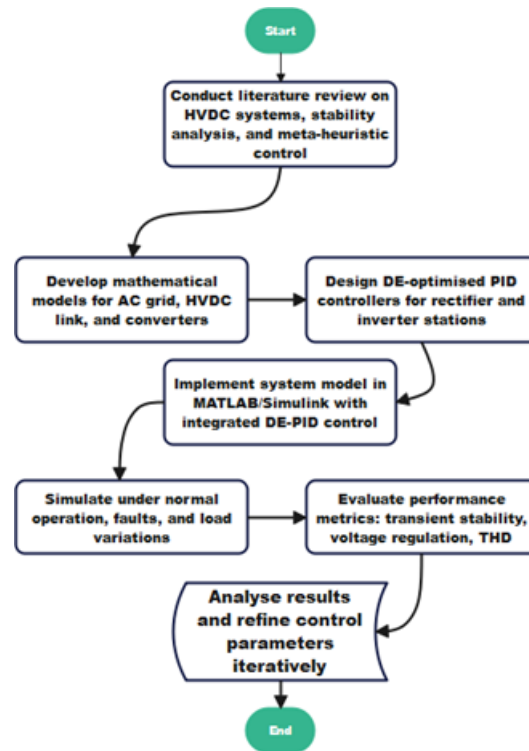 Start
Conduct literature review on
HVDC systems, stability
analysis, and meta-heuristic
control
Develop mathematical
models for AC grid, HVDC
link, and converters
Design DE-optimised PID
controllers for rectifier and
inverter stations
Implement system model in
MATLAB/Simulink with
integrated DE-PID control
Simulate under normal
operation, faults, and load
variations
Evaluate performance
metrics: transient stability,
voltage regulation, THD
Analyse results
and refine control
parameters
iteratively
End